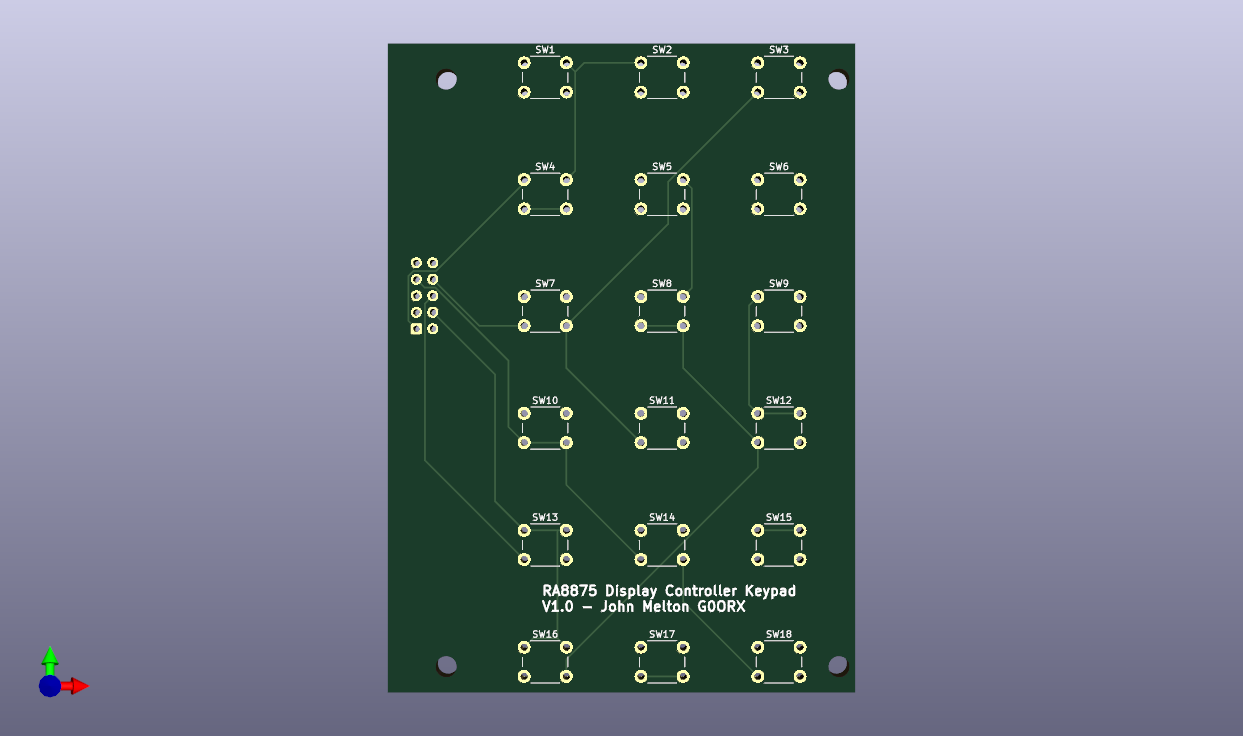 SW1 SW2 SW3
SW4 SW5 SW6
SW7 SW8 SW9
SW10 SW11 SW12
SW13 SW14 SW15
RA8875 Display Controller Keypad
V1.0 - John Melton G0ORX
SW16 SW17 SW18